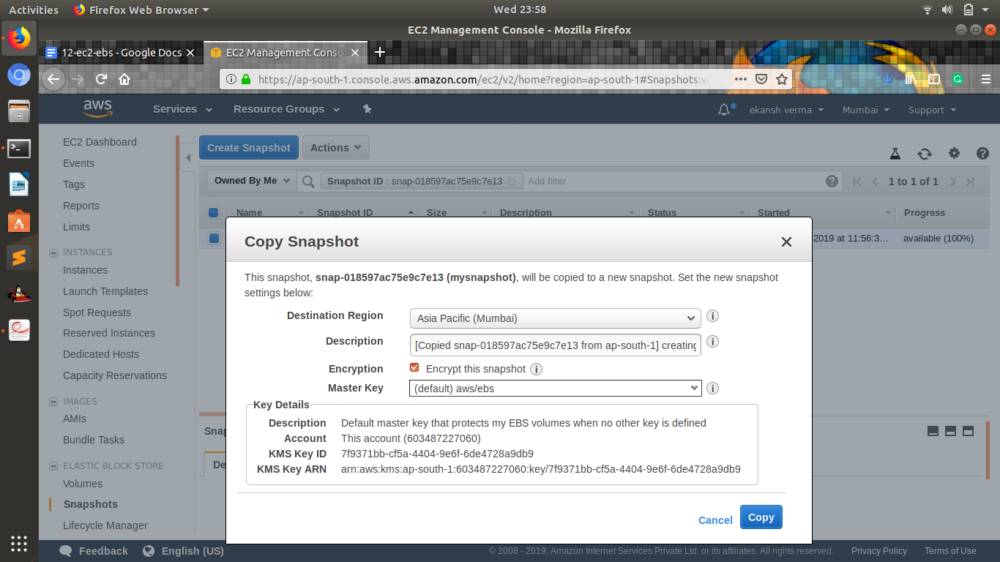 Activities
Firefox Web Browser
Wed 23:58
EC2 Management Console - Mozilla Firefox
12-ec2-ebs - Google Docs
EC2 Management Conso
https://ap-south-1.console.aws.amazon.com/ec2/v2/home?region=ap-south-1#Snapshots:v
aws
Services
Resource Groups
ekansh verma
Mumbai
Support
EC2 Dashboard
Events
Tags
Reports
Limits
INSTANCES
Instances
Launch Templates
Spot Requests
Reserved Instances
Dedicated Hosts
Capacity Reservations
IMAGES
AMIs
Bundle Tasks
ELASTIC BLOCK STORE
Volumes
Snapshots
Lifecycle Manager
Create Snapshot
Actions
Owned By Me
Snapshot ID : snap-018597ac75e9c7e13
Add filter
1 to 1 of 1
Name
Snapshot ID
Size
Description
Status
Started
Progress
2019 at 11:56:3...
available (100%)
Copy Snapshot
This snapshot, snap-018597ac75e9c7e13 (mysnapshot), will be copied to a new snapshot. Set the new snapshot
settings below:
Destination Region
Asia Pacific (Mumbai)
Description
[Copied snap-018597ac75e9c7e13 from ap-south-1] creating
Encryption
Encrypt this snapshot
Master Key
(default) aws/ebs
Key Details
Description Default master key that protects my EBS volumes when no other key is defined
Account This account (603487227060)
KMS Key ID 7f9371bb-cf5a-4404-9e6f-6de4728a9db9
KMS Key ARN arn:aws:kms:ap-south-1:603487227060:key/7f9371bb-cf5a-4404-9e6f-6de4728a9db9
Cancel
Copy
Snap
De
Feedback
English (US)
© 2008 - 2019, Amazon Internet Services Private Ltd. or its affiliates. All rights reserved.
Privacy Policy
Terms of Use